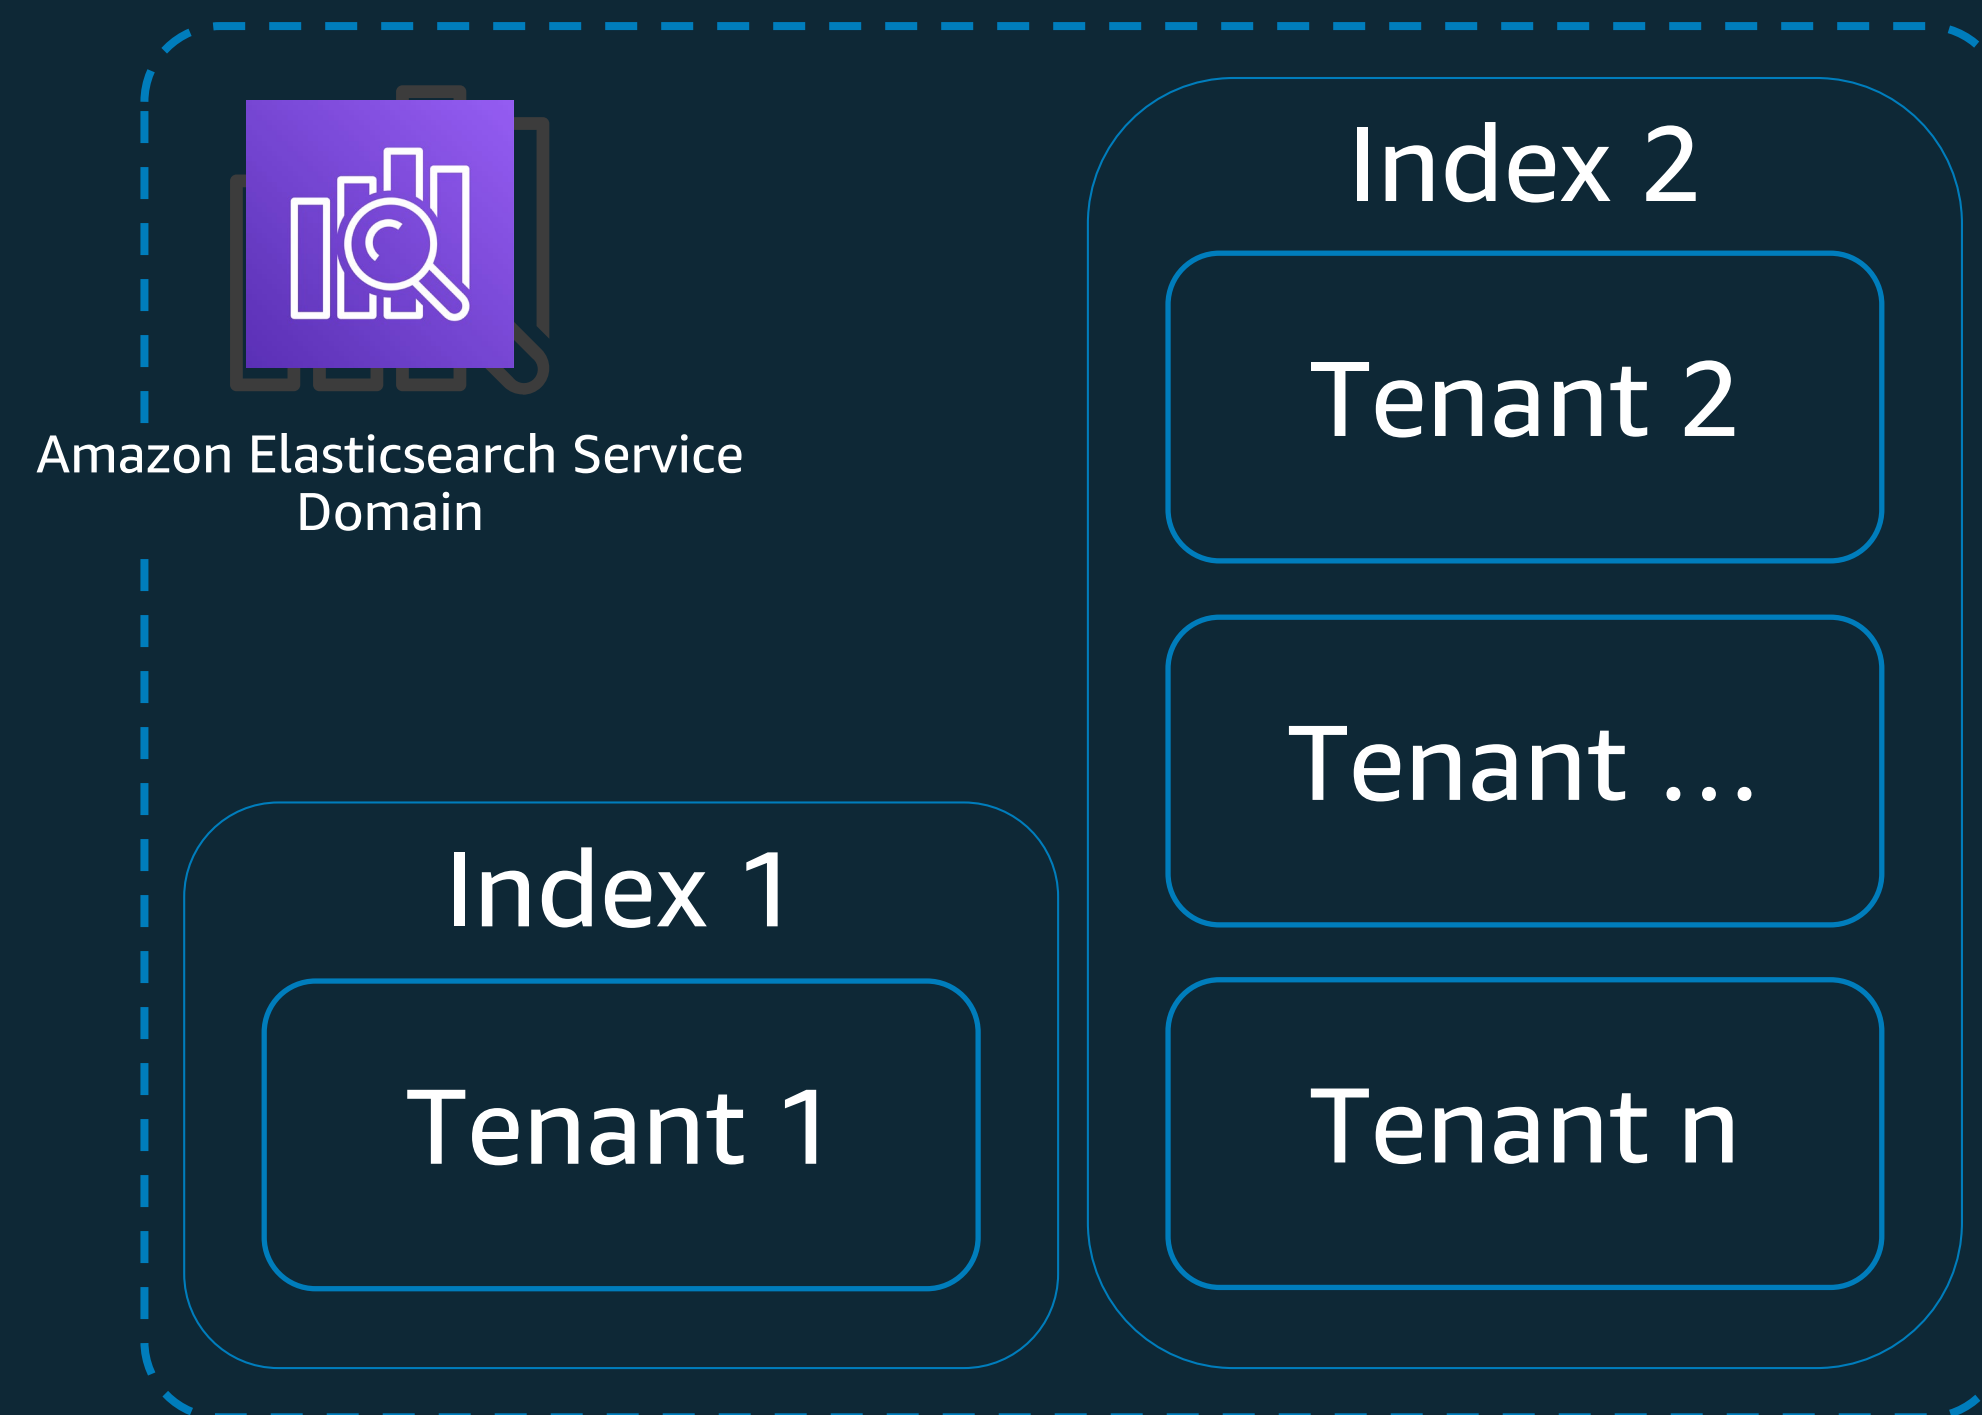 Amazon Elasticsearch Service
Domain
Index 1
Tenant 1
Index 2
Tenant 2
Tenant ...
Tenant n